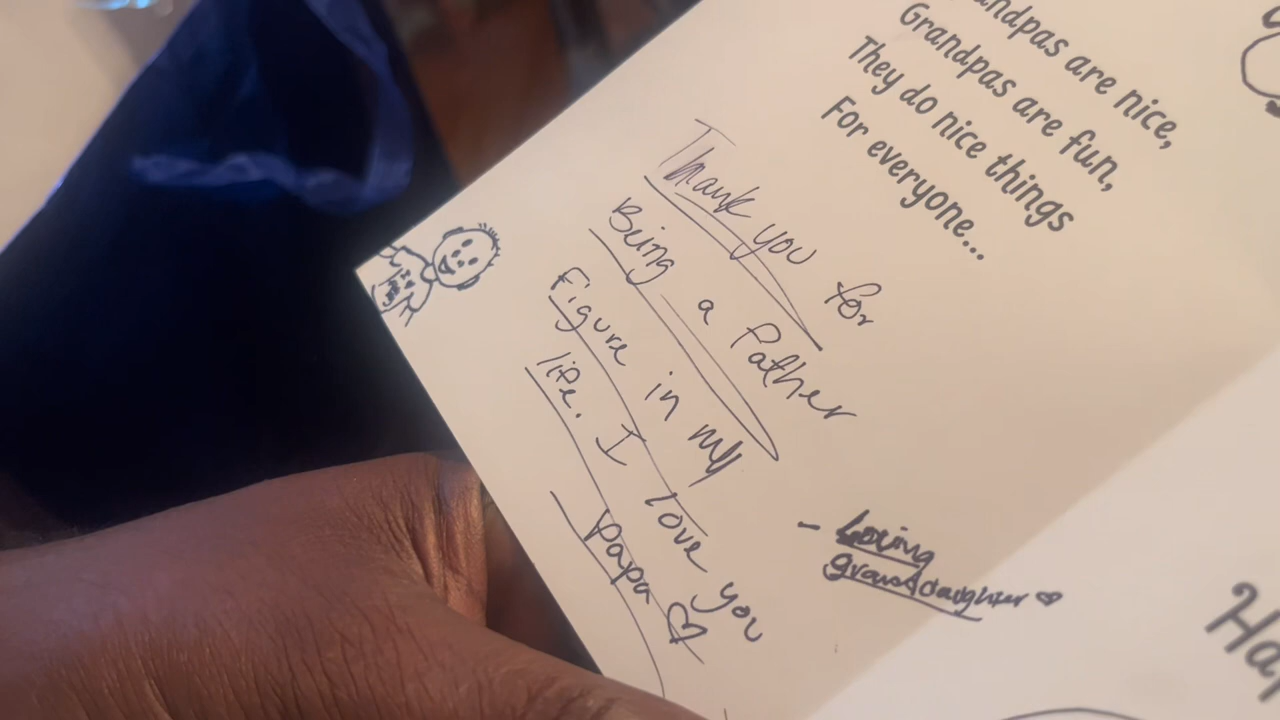 Grandpas are nice,
Grandpas are fun,
They do nice things
For everyone...
Thank you for
Being a Father
Figure in my
life. I love you
Papa ♡
- Loving
granddaughter ♡